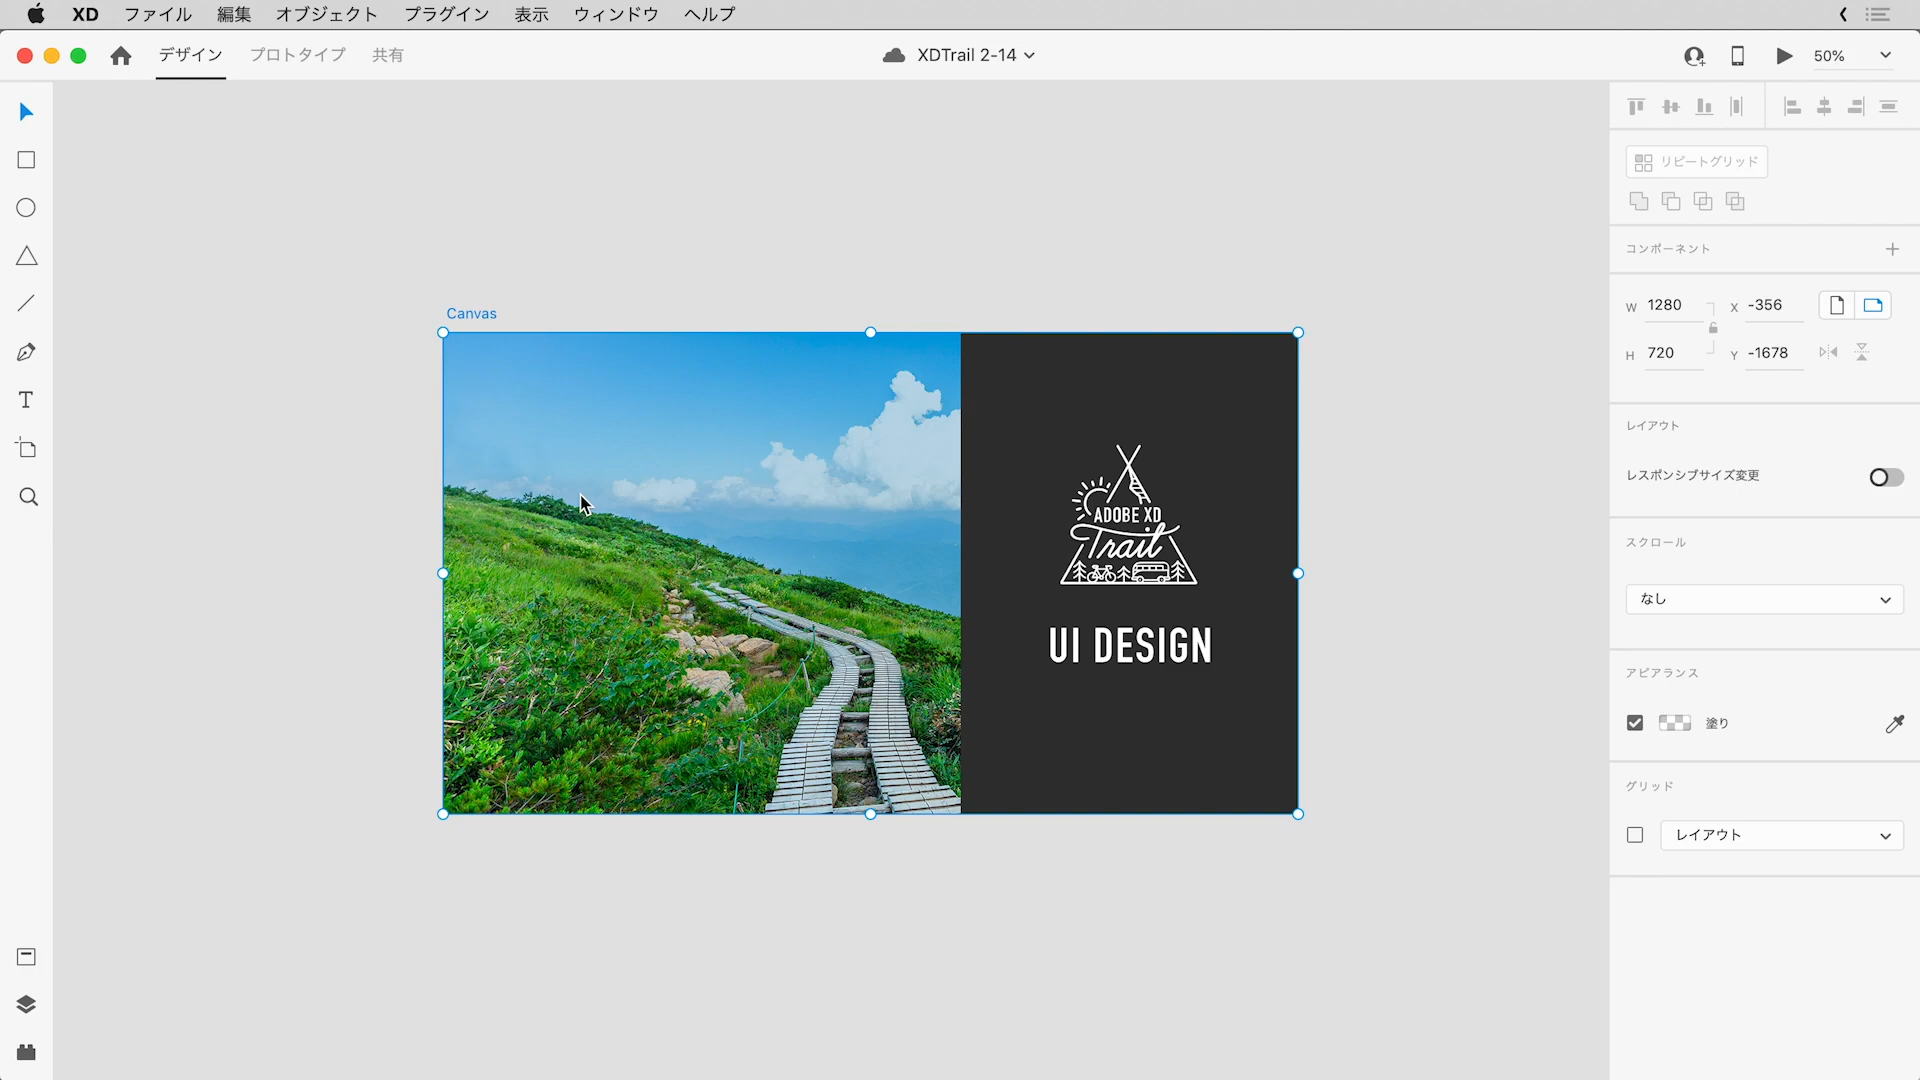 XD ファイル 編集 オブジェクト プラグイン 表示 ウィンドウ ヘルプ
デザイン プロトタイプ 共有 XDTrail 2-14 50%
リピートグリッド
コンポーネント
W 1280 X -356
H 720 Y -1678
レイアウト
レスポンシブサイズ変更
スクロール
なし
アピアランス
塗り
グリッド
レイアウト
Canvas
ADOBE XD
Trail
UI DESIGN